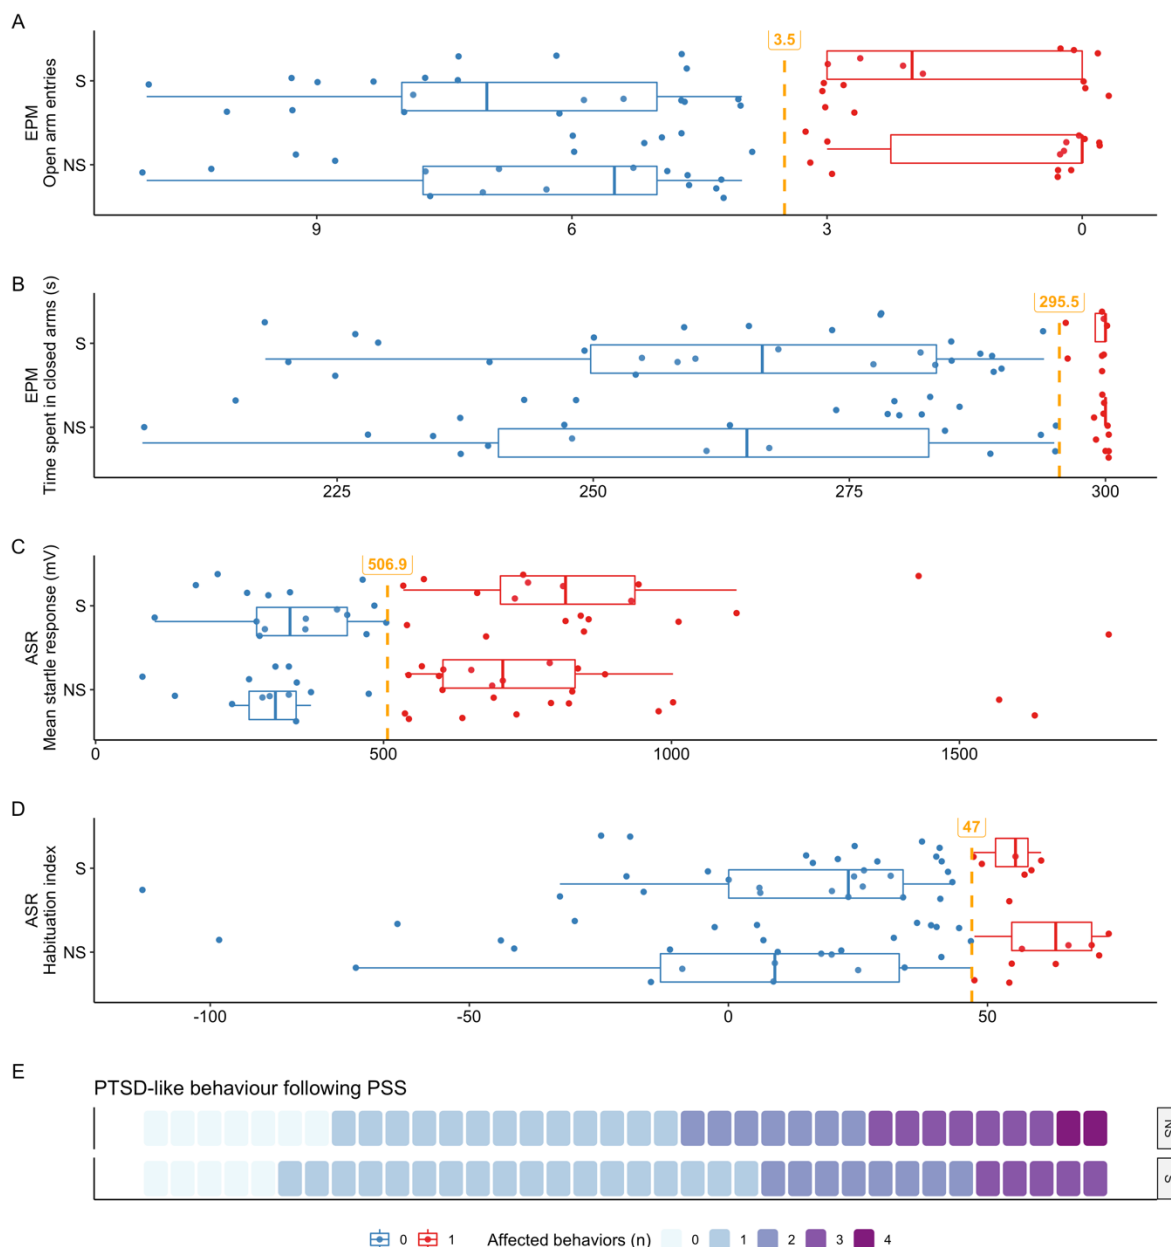 A
3.5
S
NS
EPM
Open arm entries
9 6 3 0
B
295.5
S
NS
EPM
Time spent in closed arms (s)
225 250 275 300
C
506.9
S
NS
ASR
Mean startle response (mV)
0 500 1000 1500
D
47
S
NS
ASR
Habituation index
-100 -50 0 50
E
PTSD-like behaviour following PSS
NS
S
0 1 Affected behaviors (n) 0 1 2 3 4